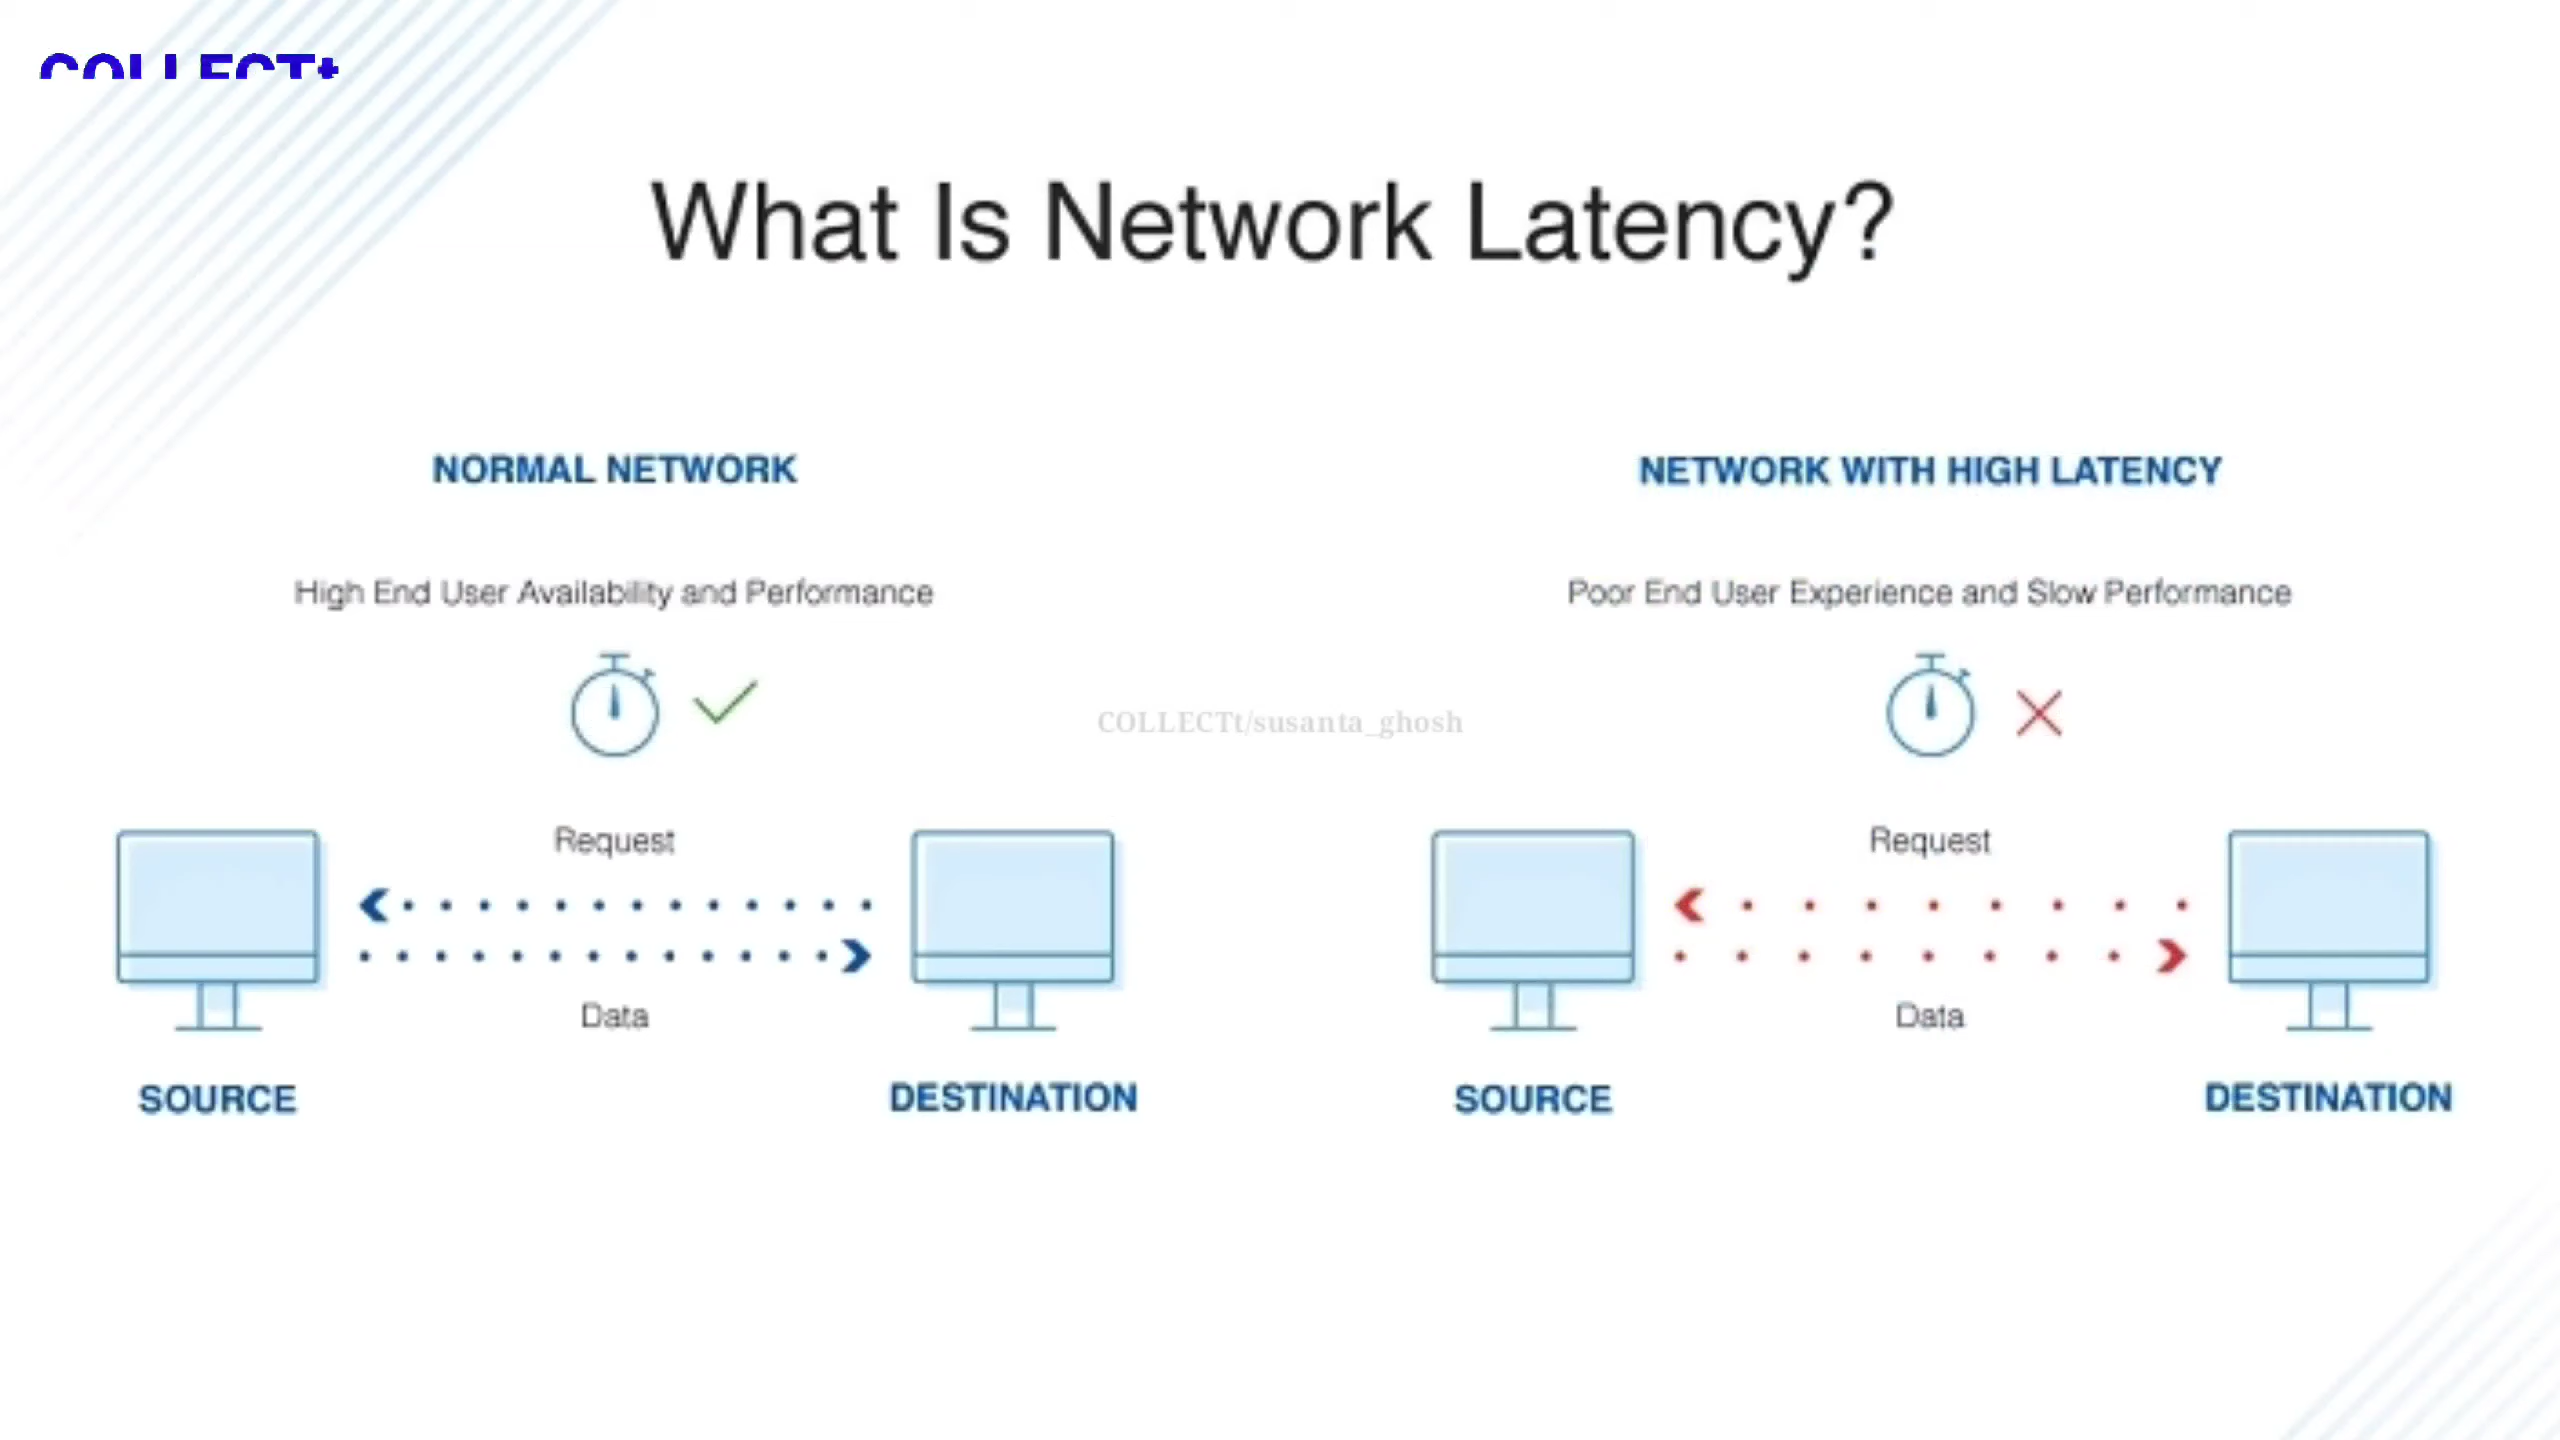 COLLECT
What Is Network Latency?
NORMAL NETWORK
High End User Availability and Performance
Request
Data
SOURCE
DESTINATION
COLLECTt/susanta_ghosh
NETWORK WITH HIGH LATENCY
Poor End User Experience and Slow Performance
Request
Data
SOURCE
DESTINATION